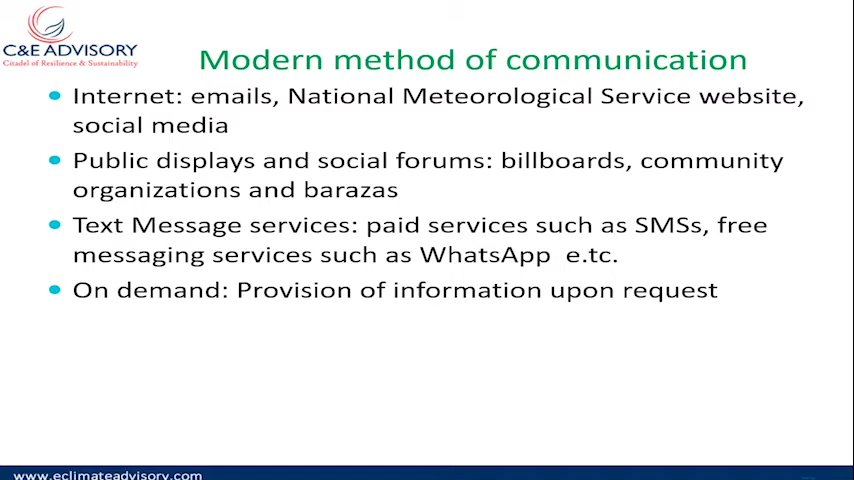 C&E ADVISORY
Citadel of Resilience & Sustainability
Modern method of communication
• Internet: emails, National Meteorological Service website,
social media
• Public displays and social forums: billboards, community
organizations and barazas
• Text Message services: paid services such as SMSs, free
messaging services such as WhatsApp e.tc.
• On demand: Provision of information upon request
www.eclimateadvisory.com